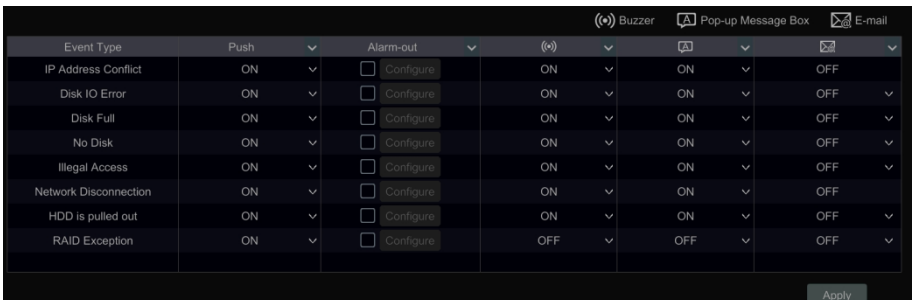 Buzzer Pop-up Message Box E-mail
Event Type Push Alarm-out
IP Address Conflict ON Configure ON ON OFF
Disk IO Error ON Configure ON ON OFF
Disk Full ON Configure ON ON OFF
No Disk ON Configure ON ON OFF
Illegal Access ON Configure ON ON OFF
Network Disconnection ON Configure ON ON OFF
HDD is pulled out ON Configure ON ON OFF
RAID Exception ON Configure OFF OFF OFF
Apply